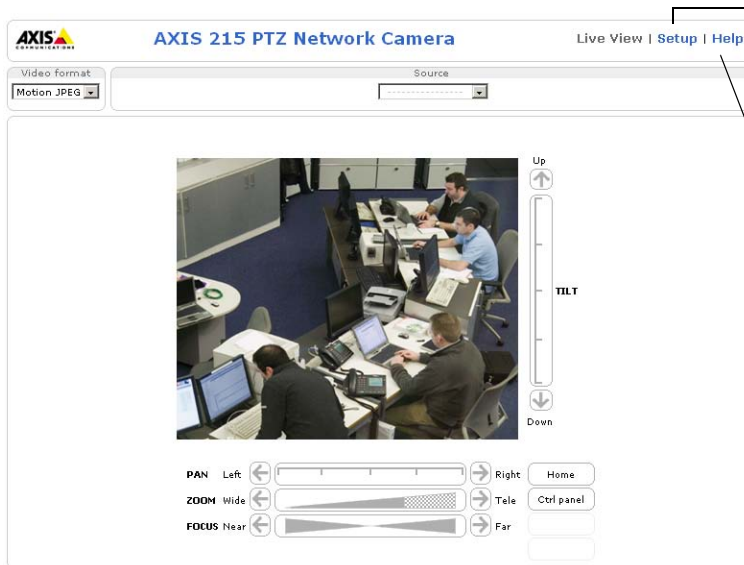 AXIS
COMMUNICATIONS
AXIS 215 PTZ Network Camera
Live View | Setup | Help
Video format
Source
Motion JPEG
Up
TILT
Down
PAN Left Right Home
ZOOM Wide Tele Ctrl panel
FOCUS Near Far